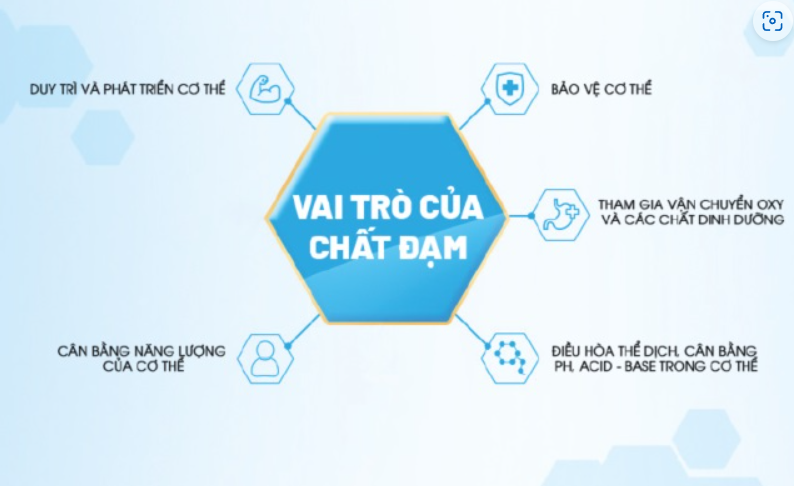 DUY TRÌ VÀ PHÁT TRIỂN CƠ THỂ
BẢO VỆ CƠ THỂ
VAI TRÒ CỦA
CHẤT ĐẠM
THAM GIA VẬN CHUYỂN OXY
VÀ CÁC CHẤT DINH DƯỠNG
CÂN BẰNG NĂNG LƯỢNG
CỦA CƠ THỂ
ĐIỀU HÒA THỂ DỊCH, CÂN BẰNG
PH, ACID - BASE TRONG CƠ THỂ